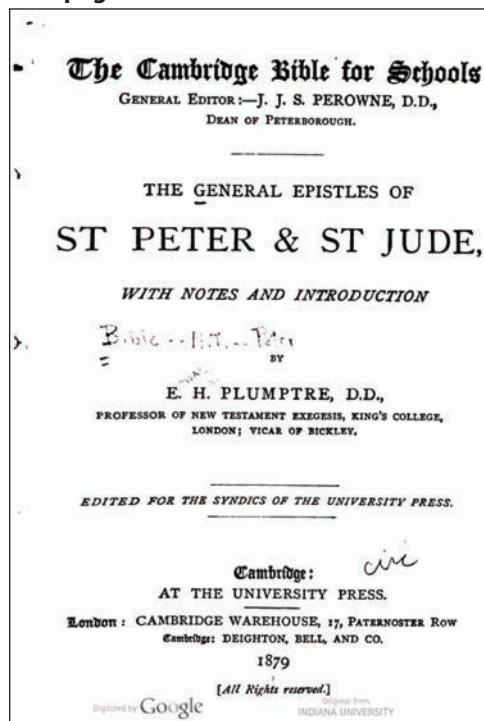 The Cambridge Bible for Schools
GENERAL EDITOR:—J. J. S. PEROWNE, D.D.,
DEAN OF PETERBOROUGH.
THE GENERAL EPISTLES OF
ST PETER & ST JUDE,
WITH NOTES AND INTRODUCTION
Bible -- N.T. -- Peter
BY
E. H. PLUMPTRE, D.D.,
PROFESSOR OF NEW TESTAMENT EXEGESIS, KING'S COLLEGE,
LONDON; VICAR OF BICKLEY.
EDITED FOR THE SYNDICS OF THE UNIVERSITY PRESS.
circ
Cambridge:
AT THE UNIVERSITY PRESS.
London: CAMBRIDGE WAREHOUSE, 17, PATERNOSTER ROW
Cambridge: DEIGHTON, BELL, AND CO.
1879
[All Rights reserved.]
Digitized by Google
Original from
INDIANA UNIVERSITY